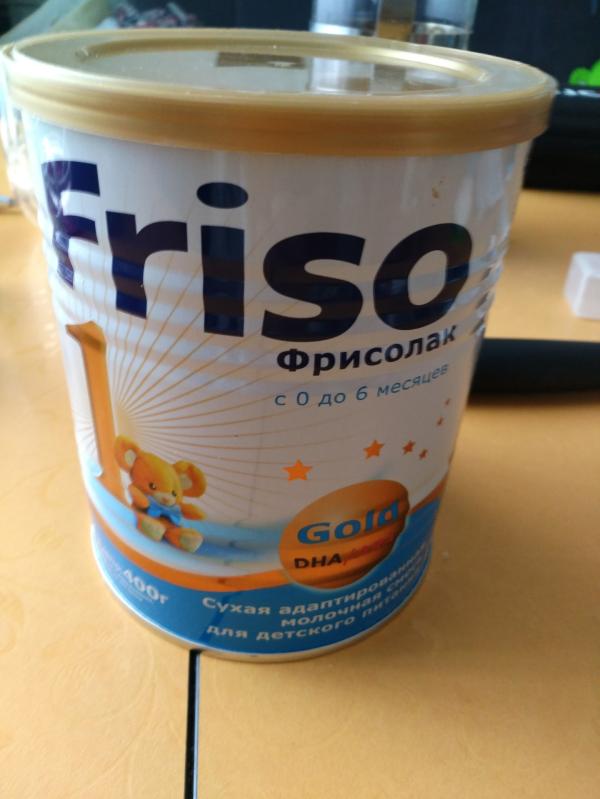 Friso
Фрисолак
с 0 до 6 месяцев
1
Gold
DHA
400г
Сухая адаптированная
молочная смесь
для детского питания